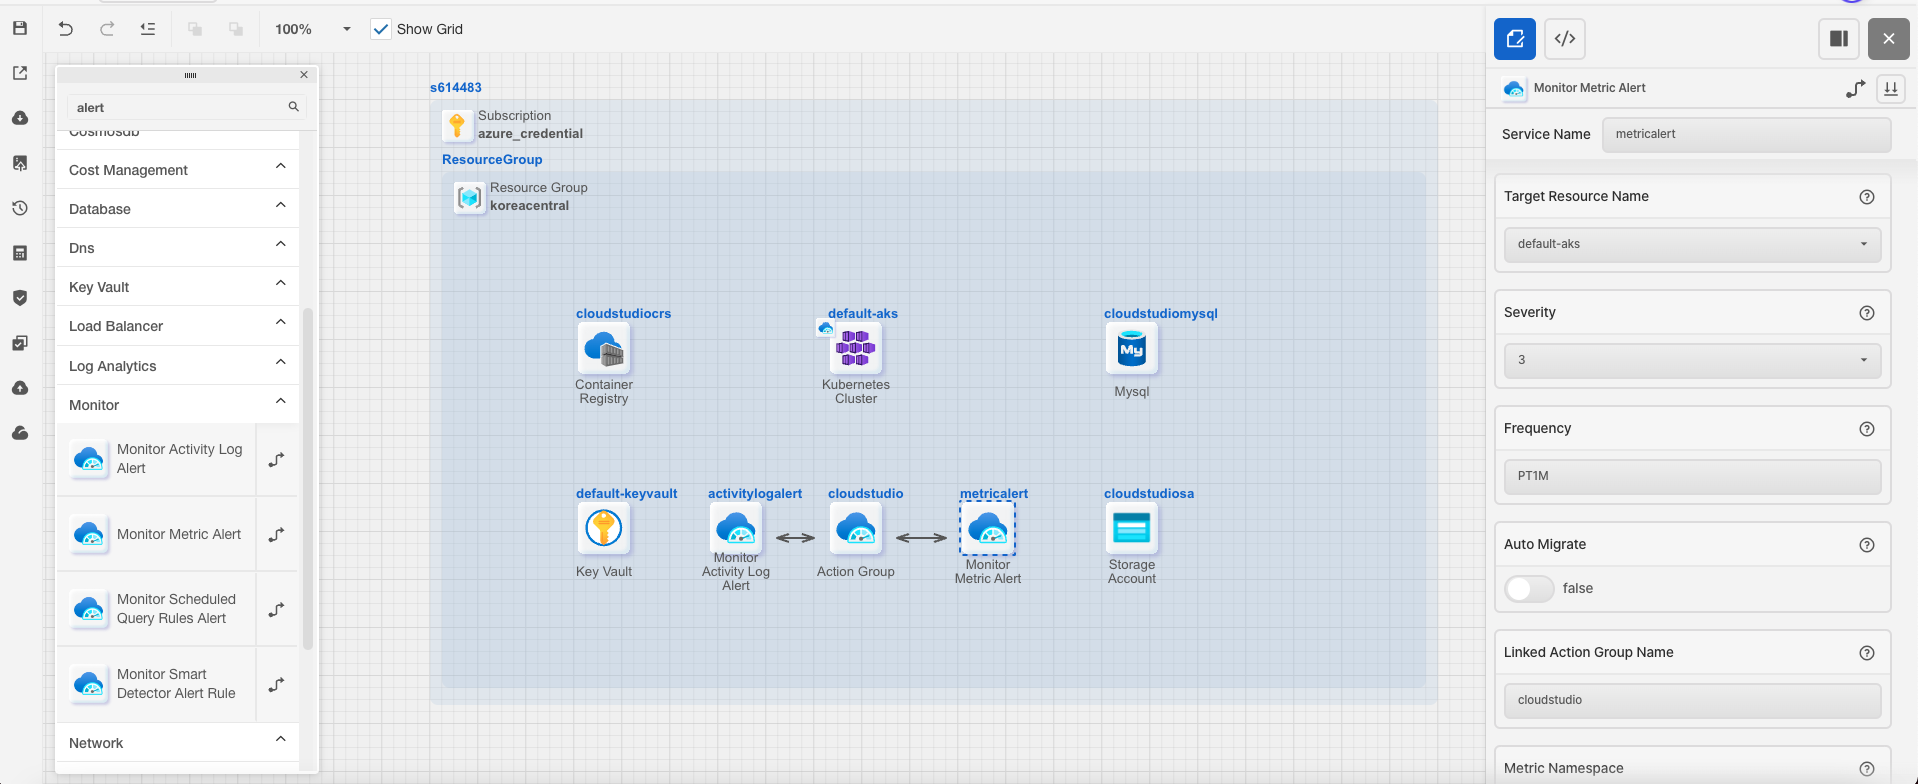 100%
Show Grid
alert
Cosmosdb
Cost Management
Database
Dns
Key Vault
Load Balancer
Log Analytics
Monitor
Monitor Activity Log
Alert
Monitor Metric Alert
Monitor Scheduled
Query Rules Alert
Monitor Smart
Detector Alert Rule
Network
s614483
Subscription
azure_credential
ResourceGroup
Resource Group
koreacentral
cloudstudiocrs
Container
Registry
default-aks
Kubernetes
Cluster
cloudstudiomysql
My
Mysql
default-keyvault
Key Vault
activitylogalert
Monitor
Activity Log
Alert
cloudstudio
Action Group
metricalert
Monitor
Metric Alert
cloudstudiosa
Storage
Account
Monitor Metric Alert
Service Name
metricalert
Target Resource Name
default-aks
Severity
3
Frequency
PT1M
Auto Migrate
false
Linked Action Group Name
cloudstudio
Metric Namespace